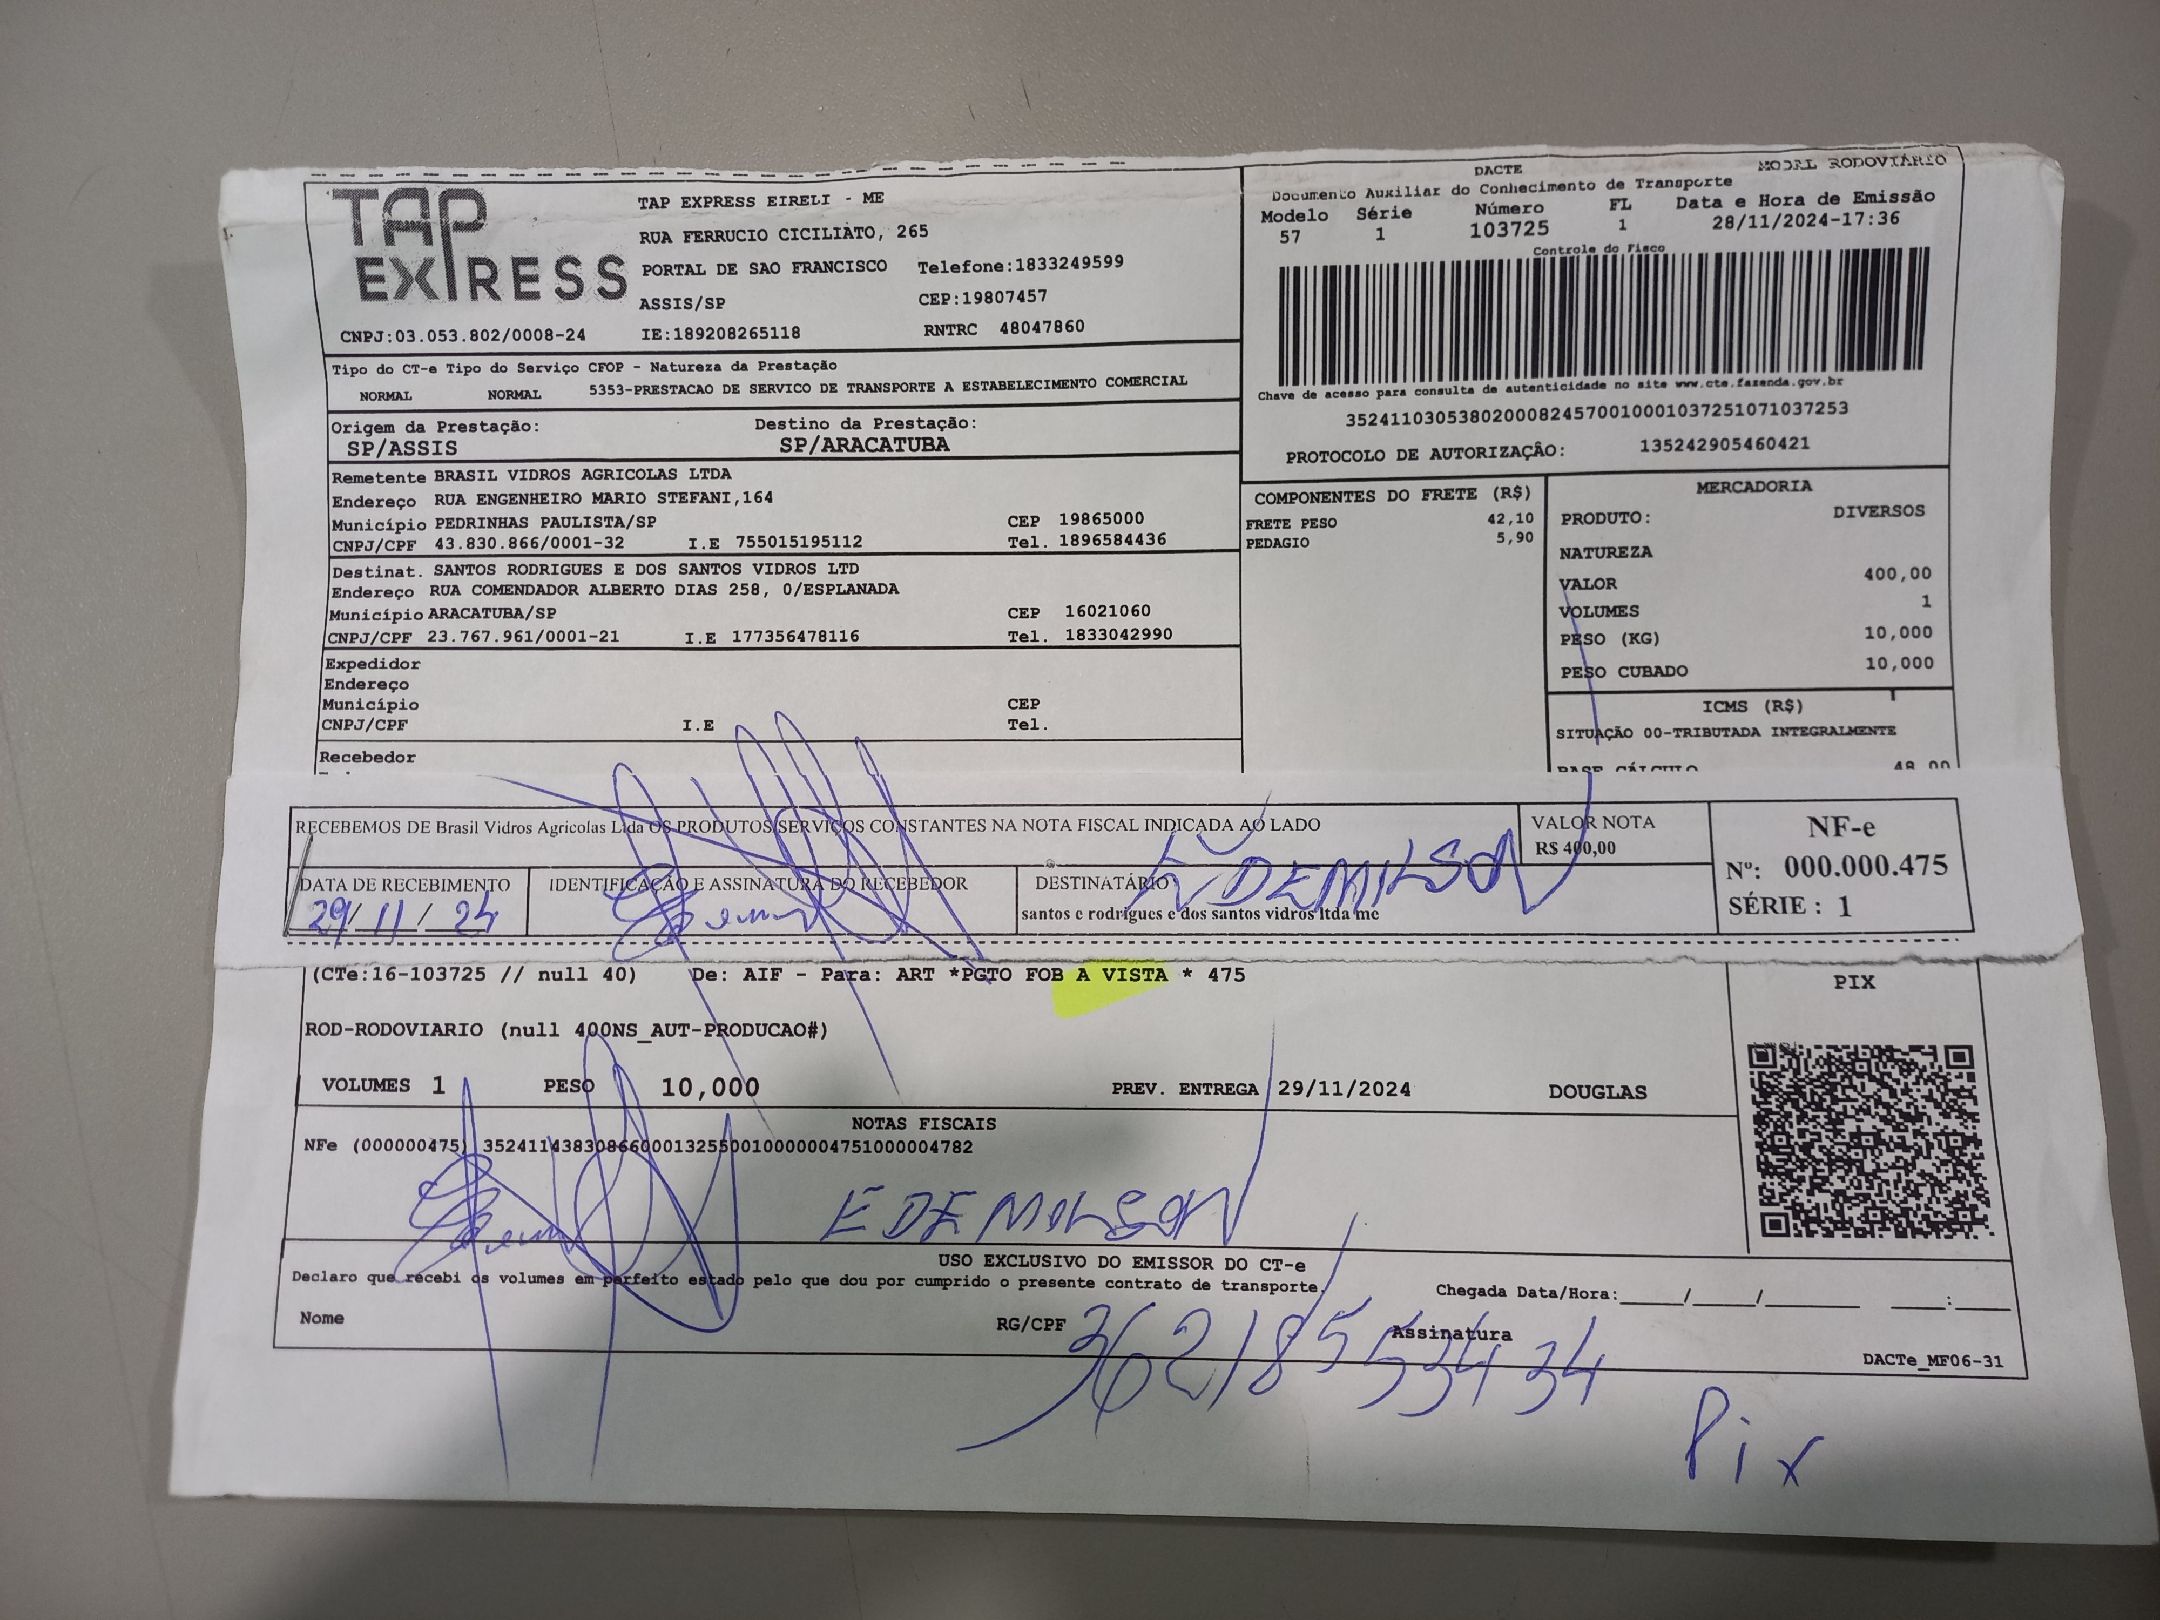 TAP EXPRESS
TAP EXPRESS EIRELI - ME
RUA FERRUCIO CICILIATO, 265
PORTAL DE SAO FRANCISCO Telefone:1833249599
ASSIS/SP CEP:19807457
CNPJ:03.053.802/0008-24 IE:189208265118 RNTRC 48047860
DACTE MODAL RODOVIÁRIO
Documento Auxiliar do Conhecimento de Transporte
Modelo Série Número FL Data e Hora de Emissão
57 1 103725 1 28/11/2024-17:36
Controle do Fisco
Chave de acesso para consulta de autenticidade no site www.cte.fazenda.gov.br
35241103053802000824570010001037251071037253
PROTOCOLO DE AUTORIZAÇÃO: 135242905460421
Tipo do CT-e Tipo do Serviço CFOP - Natureza da Prestação
NORMAL NORMAL 5353-PRESTACAO DE SERVICO DE TRANSPORTE A ESTABELECIMENTO COMERCIAL
Origem da Prestação: Destino da Prestação:
SP/ASSIS SP/ARACATUBA
Remetente BRASIL VIDROS AGRICOLAS LTDA
Endereço RUA ENGENHEIRO MARIO STEFANI,164
Município PEDRINHAS PAULISTA/SP CEP 19865000
CNPJ/CPF 43.830.866/0001-32 I.E 755015195112 Tel. 1896584436
Destinat. SANTOS RODRIGUES E DOS SANTOS VIDROS LTD
Endereço RUA COMENDADOR ALBERTO DIAS 258, 0/ESPLANADA
Município ARACATUBA/SP CEP 16021060
CNPJ/CPF 23.767.961/0001-21 I.E 177356478116 Tel. 1833042990
Expedidor
Endereço
Município CEP
CNPJ/CPF I.E Tel.
Recebedor
COMPONENTES DO FRETE (R$)
FRETE PESO 42,10
PEDAGIO 5,90
MERCADORIA
PRODUTO: DIVERSOS
NATUREZA
VALOR 400,00
VOLUMES 1
PESO (KG) 10,000
PESO CUBADO 10,000
ICMS (R$)
SITUAÇÃO 00-TRIBUTADA INTEGRALMENTE
BASE CÁLCULO 48,00
RECEBEMOS DE Brasil Vidros Agricolas Ltda OS PRODUTOS/SERVIÇOS CONSTANTES NA NOTA FISCAL INDICADA AO LADO
VALOR NOTA
R$ 400,00
NF-e
Nº: 000.000.475
SÉRIE : 1
DATA DE RECEBIMENTO IDENTIFICAÇÃO E ASSINATURA DO RECEBEDOR DESTINATÁRIO
EDEMILSON
29/11/24
santos e rodrigues e dos santos vidros ltda me
(CTe:16-103725 // null 40) De: AIF - Para: ART *PGTO FOB A VISTA * 475
PIX
ROD-RODOVIARIO (null 400NS_AUT-PRODUCAO#)
VOLUMES 1 PESO 10,000 PREV. ENTREGA 29/11/2024 DOUGLAS
NOTAS FISCAIS
NFe (000000475) 35241143830866000132550010000004751000004782
EDEMILSON
USO EXCLUSIVO DO EMISSOR DO CT-e
Declaro que recebi os volumes em perfeito estado pelo que dou por cumprido o presente contrato de transporte.
Chegada Data/Hora:_____/____/________ ____:____
Nome RG/CPF Assinatura
36218553434
DACTe_MF06-31
Pix